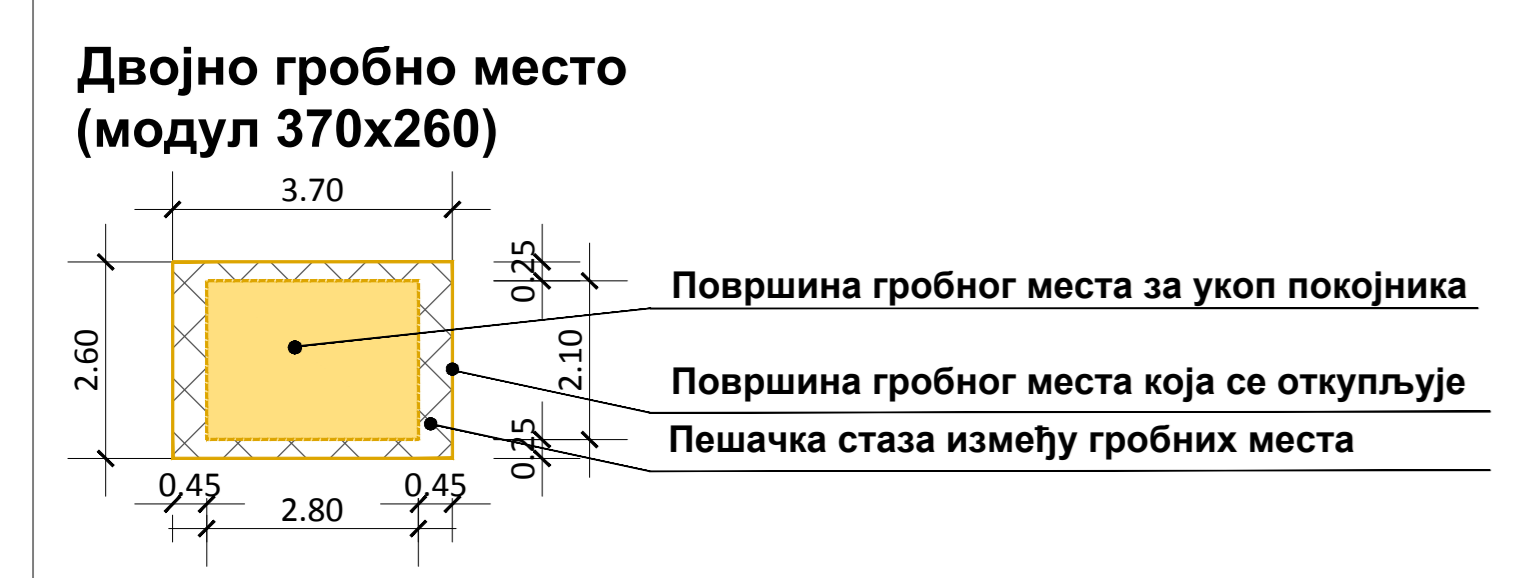 Двојно гробно место
(модул 370x260)
3.70
0.25
Површина гробног места за укоп покојника
2.60
2.10
Површина гробног места која се откупљује
0.25
Пешачка стаза између гробних места
0.45
0.45
2.80